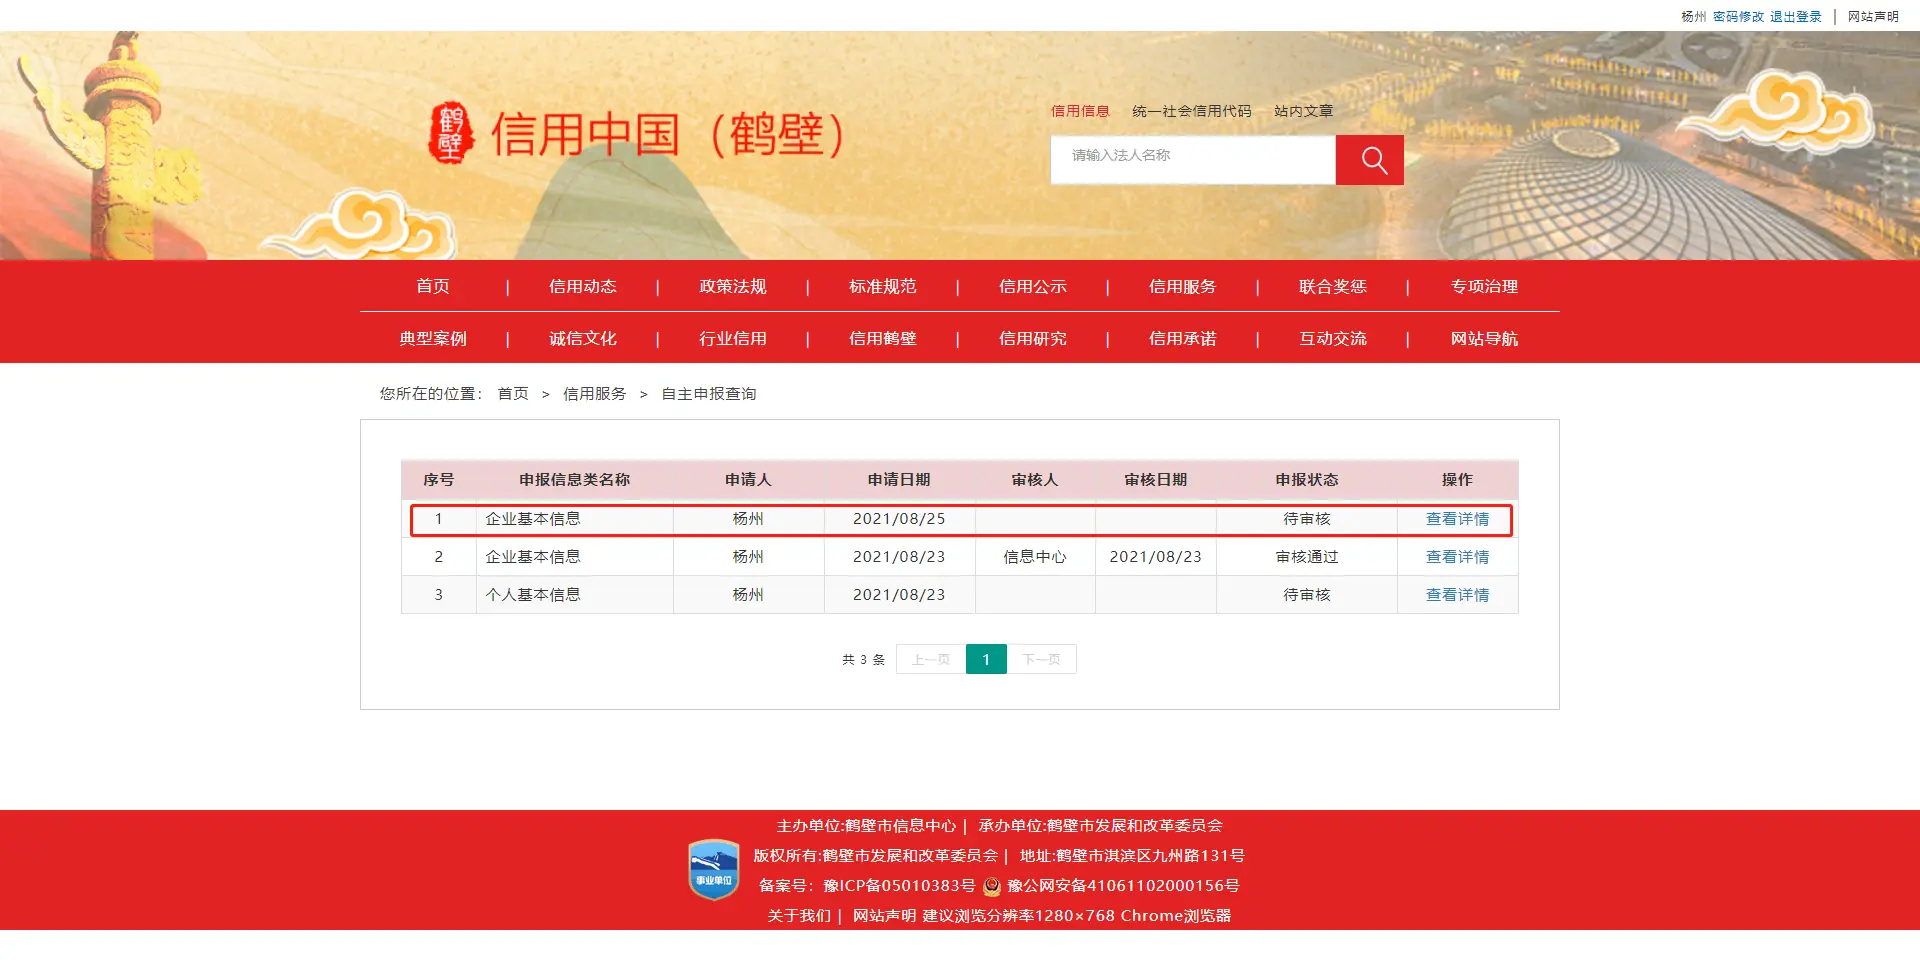 杨州 密码修改 退出登录 | 网站声明
鹤壁 信用中国（鹤壁）
信用信息 统一社会信用代码 站内文章
请输入法人名称
首页 | 信用动态 | 政策法规 | 标准规范 | 信用公示 | 信用服务 | 联合奖惩 | 专项治理
典型案例 | 诚信文化 | 行业信用 | 信用鹤壁 | 信用研究 | 信用承诺 | 互动交流 | 网站导航
您所在的位置： 首页 > 信用服务 > 自主申报查询
序号 申报信息类名称 申请人 申请日期 审核人 审核日期 申报状态 操作
1 企业基本信息 杨州 2021/08/25 待审核 查看详情
2 企业基本信息 杨州 2021/08/23 信息中心 2021/08/23 审核通过 查看详情
3 个人基本信息 杨州 2021/08/23 待审核 查看详情
共 3 条 上一页 1 下一页
主办单位:鹤壁市信息中心 | 承办单位:鹤壁市发展和改革委员会
版权所有:鹤壁市发展和改革委员会 | 地址:鹤壁市淇滨区九州路131号
事业单位
备案号：豫ICP备05010383号 豫公网安备41061102000156号
关于我们 | 网站声明 建议浏览分辨率1280×768 Chrome浏览器